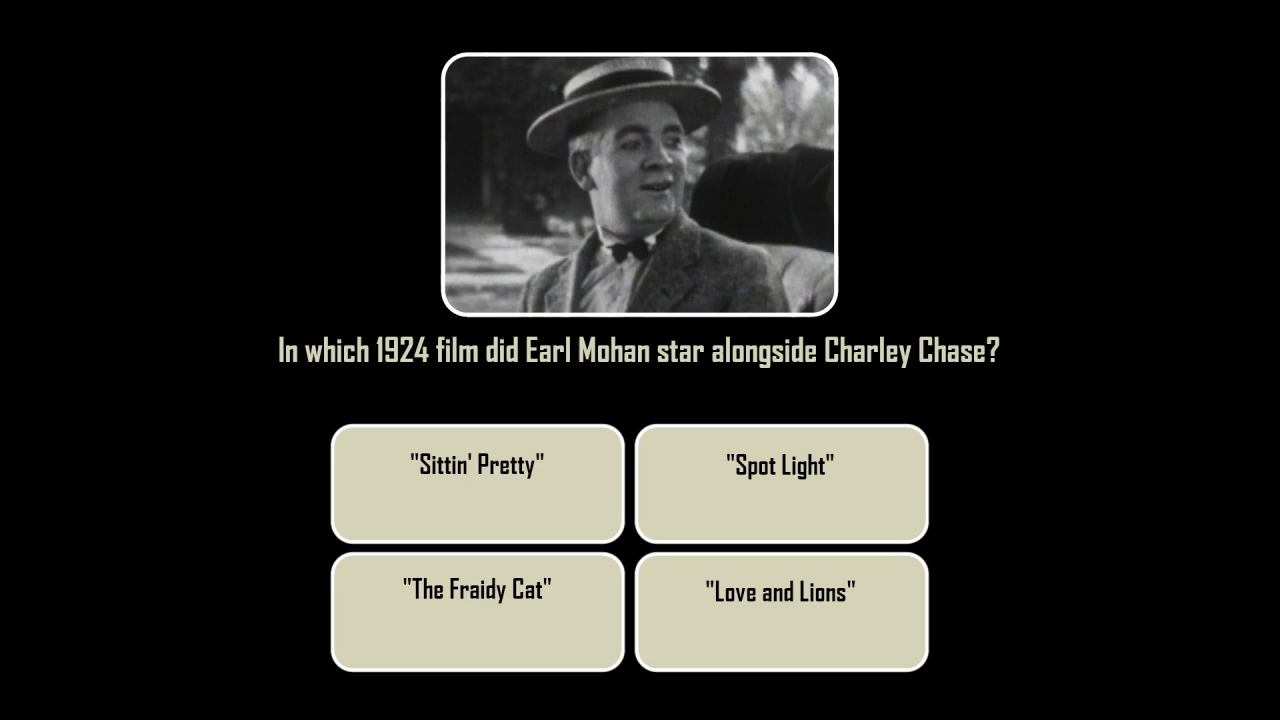 In which 1924 film did Earl Mohan star alongside Charley Chase?
"Sittin' Pretty"
"Spot Light"
"The Fraidy Cat"
"Love and Lions"